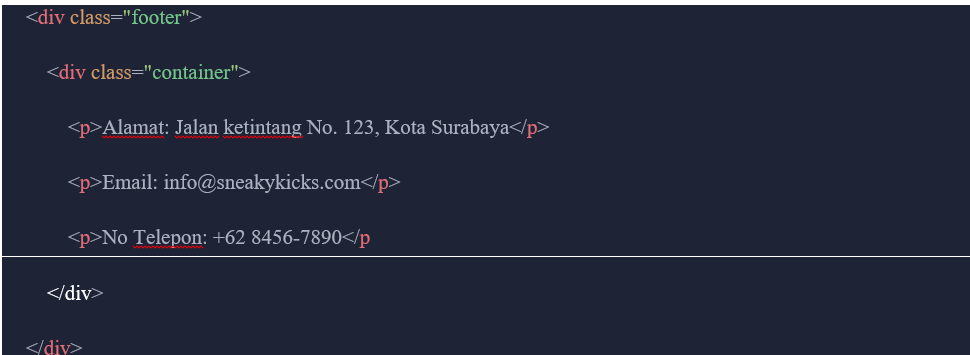 <div class="footer">
<div class="container">
<p>Alamat: Jalan ketintang No. 123, Kota Surabaya</p>
<p>Email: info@sneakykicks.com</p>
<p>No Telepon: +62 8456-7890</p
</div>
</div>